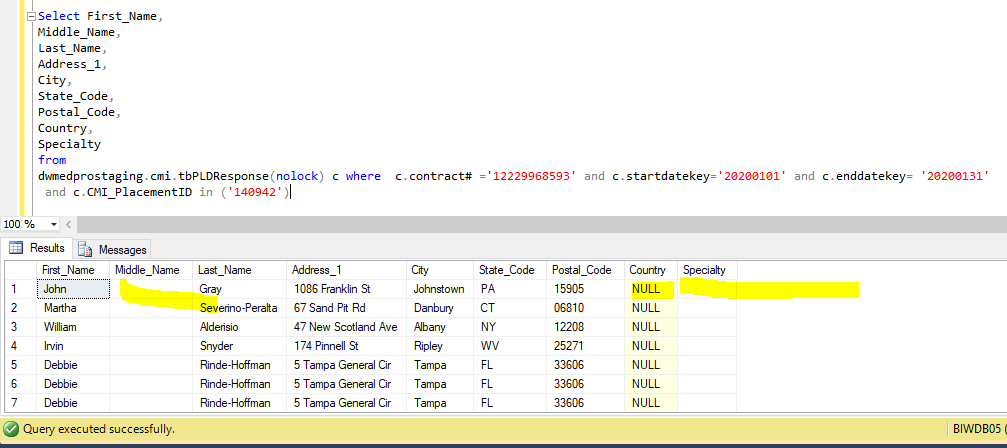 Select First_Name,
Middle_Name,
Last_Name,
Address_1,
City,
State_Code,
Postal_Code,
Country,
Specialty
from
dwmedprostaging.cmi.tbPLDResponse(nolock) c where  c.contract# ='12229968593' and c.startdatekey='20200101' and c.enddatekey= '20200131'
and c.CMI_PlacementID in ('140942')
100 %
Results Messages
First_Name Middle_Name Last_Name Address_1 City State_Code Postal_Code Country Specialty
1 John Gray 1086 Franklin St Johnstown PA 15905 NULL
2 Martha Severino-Peralta 67 Sand Pit Rd Danbury CT 06810 NULL
3 William Alderisio 47 New Scotland Ave Albany NY 12208 NULL
4 Irvin Snyder 174 Pinnell St Ripley WV 25271 NULL
5 Debbie Rinde-Hoffman 5 Tampa General Cir Tampa FL 33606 NULL
6 Debbie Rinde-Hoffman 5 Tampa General Cir Tampa FL 33606 NULL
7 Debbie Rinde-Hoffman 5 Tampa General Cir Tampa FL 33606 NULL
Query executed successfully. BIWDB05 (